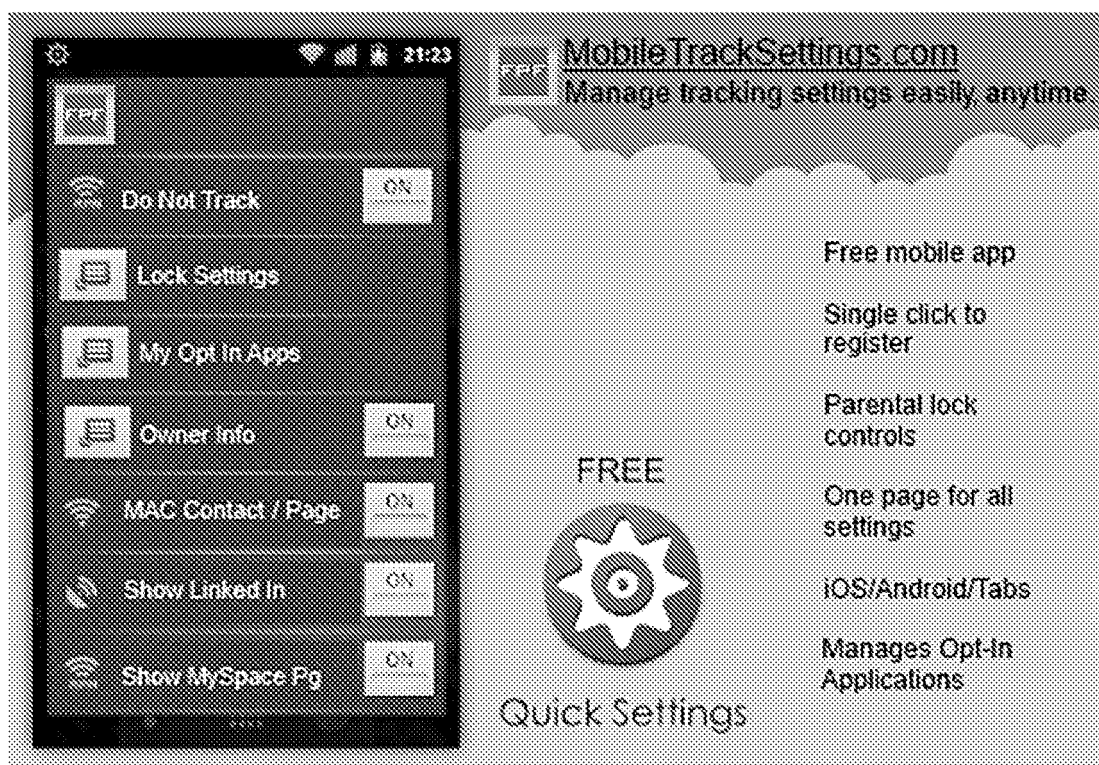 21:23
FPF
Do Not Track
ON
Lock Settings
My Opt In Apps
Owner Info
ON
MAC Contact / Page
ON
Show Linked In
ON
Show MySpace Pg
ON
FPF
MobileTrackSettings.com
Manage tracking settings easily, anytime
Free mobile app
Single click to
register
Parental lock
controls
One page for all
settings
iOS/Android/Tabs
Manages Opt-In
Applications
FREE
Quick Settings